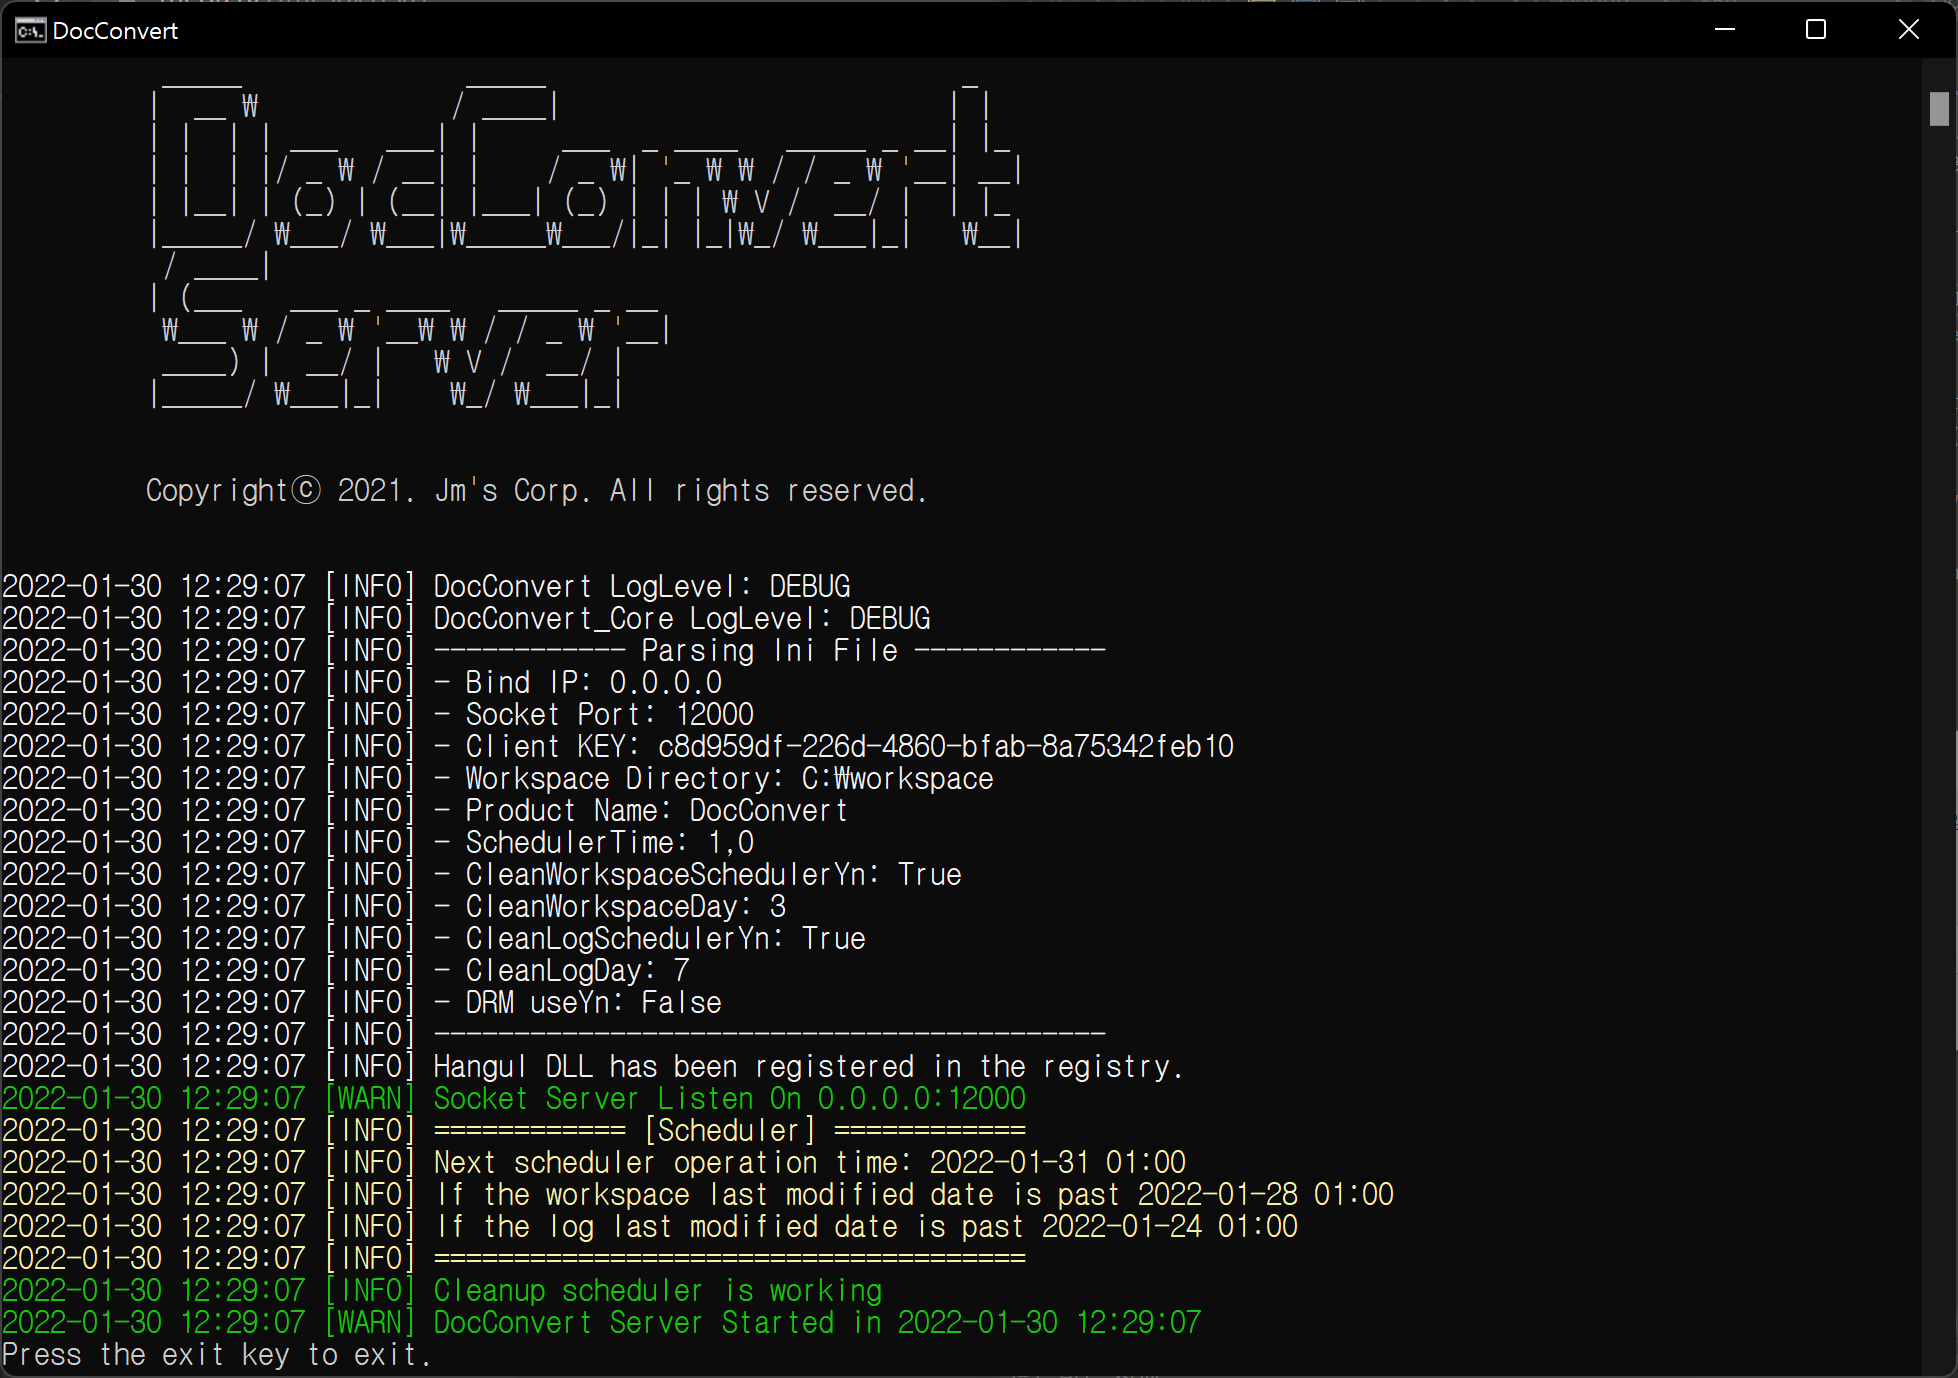 DocConvert
DocConvert
Server
Copyrightⓒ 2021. Jm's Corp. All rights reserved.
2022-01-30 12:29:07 [INFO] DocConvert LogLevel: DEBUG
2022-01-30 12:29:07 [INFO] DocConvert_Core LogLevel: DEBUG
2022-01-30 12:29:07 [INFO] ------------ Parsing Ini File ------------
2022-01-30 12:29:07 [INFO] - Bind IP: 0.0.0.0
2022-01-30 12:29:07 [INFO] - Socket Port: 12000
2022-01-30 12:29:07 [INFO] - Client KEY: c8d959df-226d-4860-bfab-8a75342feb10
2022-01-30 12:29:07 [INFO] - Workspace Directory: C:₩workspace
2022-01-30 12:29:07 [INFO] - Product Name: DocConvert
2022-01-30 12:29:07 [INFO] - SchedulerTime: 1,0
2022-01-30 12:29:07 [INFO] - CleanWorkspaceSchedulerYn: True
2022-01-30 12:29:07 [INFO] - CleanWorkspaceDay: 3
2022-01-30 12:29:07 [INFO] - CleanLogSchedulerYn: True
2022-01-30 12:29:07 [INFO] - CleanLogDay: 7
2022-01-30 12:29:07 [INFO] - DRM useYn: False
2022-01-30 12:29:07 [INFO] ------------------------------------------
2022-01-30 12:29:07 [INFO] Hangul DLL has been registered in the registry.
2022-01-30 12:29:07 [WARN] Socket Server Listen On 0.0.0.0:12000
2022-01-30 12:29:07 [INFO] ============ [Scheduler] ============
2022-01-30 12:29:07 [INFO] Next scheduler operation time: 2022-01-31 01:00
2022-01-30 12:29:07 [INFO] If the workspace last modified date is past 2022-01-28 01:00
2022-01-30 12:29:07 [INFO] If the log last modified date is past 2022-01-24 01:00
2022-01-30 12:29:07 [INFO] =====================================
2022-01-30 12:29:07 [INFO] Cleanup scheduler is working
2022-01-30 12:29:07 [WARN] DocConvert Server Started in 2022-01-30 12:29:07
Press the exit key to exit.